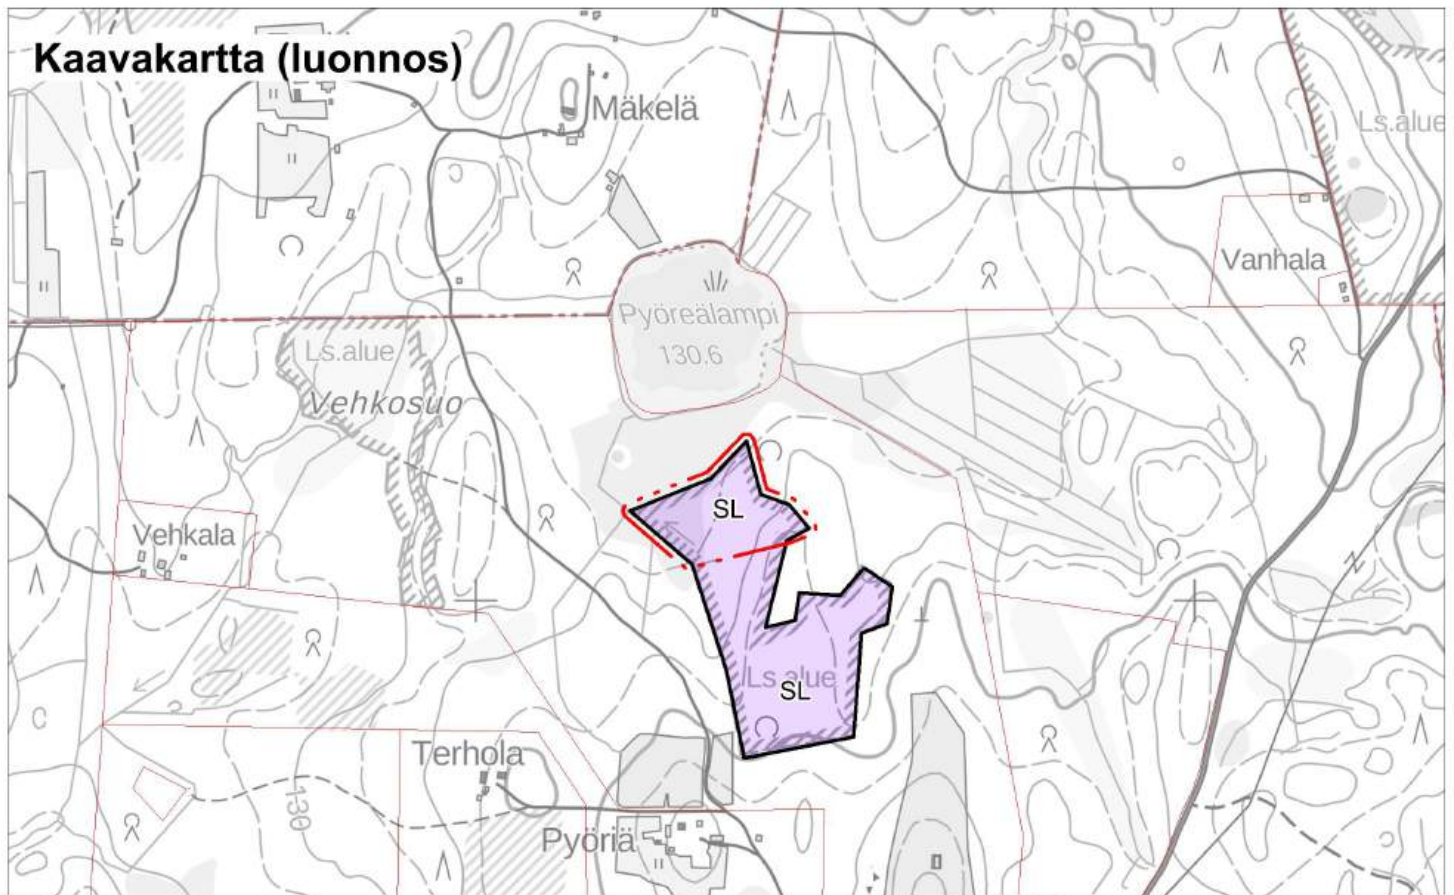 Kaavakartta (luonnos)
Mäkelä
Ls.alue
Vanhala
Pyöreälampi
130.6
Ls.alue
Vehkosuo
SL
Vehkala
Ls.alue
SL
Terhola
130
Pyöriä